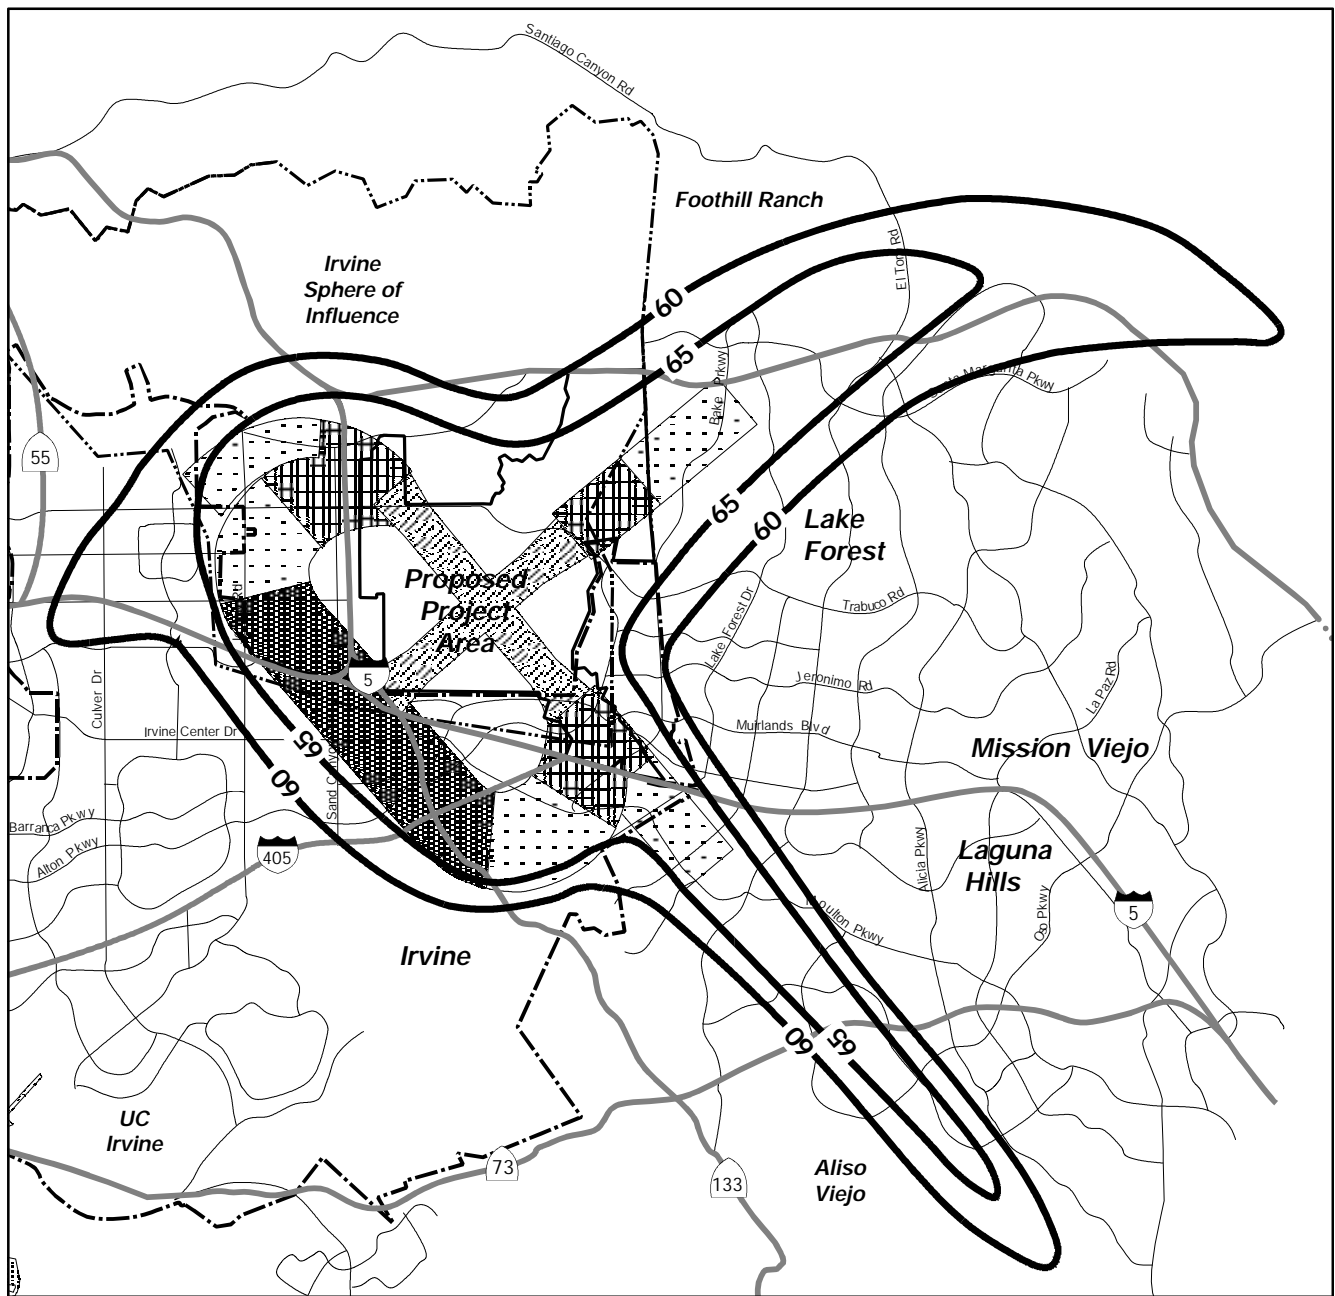 Santiago Canyon Rd
Foothill Ranch
El Toro Rd
Irvine
Sphere of
Influence
60
65
Bake Prkwy
Margarita Pkwy
55
65
60
Lake
Forest
Proposed
Project
Area
Rd
Trabuco Rd
Lake Forest Dr
Jeronimo Rd
La Paz Rd
5
Culver Dr
Irvine Center Dr
Muirlands Blvd
Mission Viejo
65
60
Sand Canyon
Barranca Pkwy
Alton Pkwy
405
Alicia Pkwy
Laguna
Hills
Oso Pkwy
5
Moulton Pkwy
Irvine
60
65
UC
Irvine
73
133
Aliso
Viejo